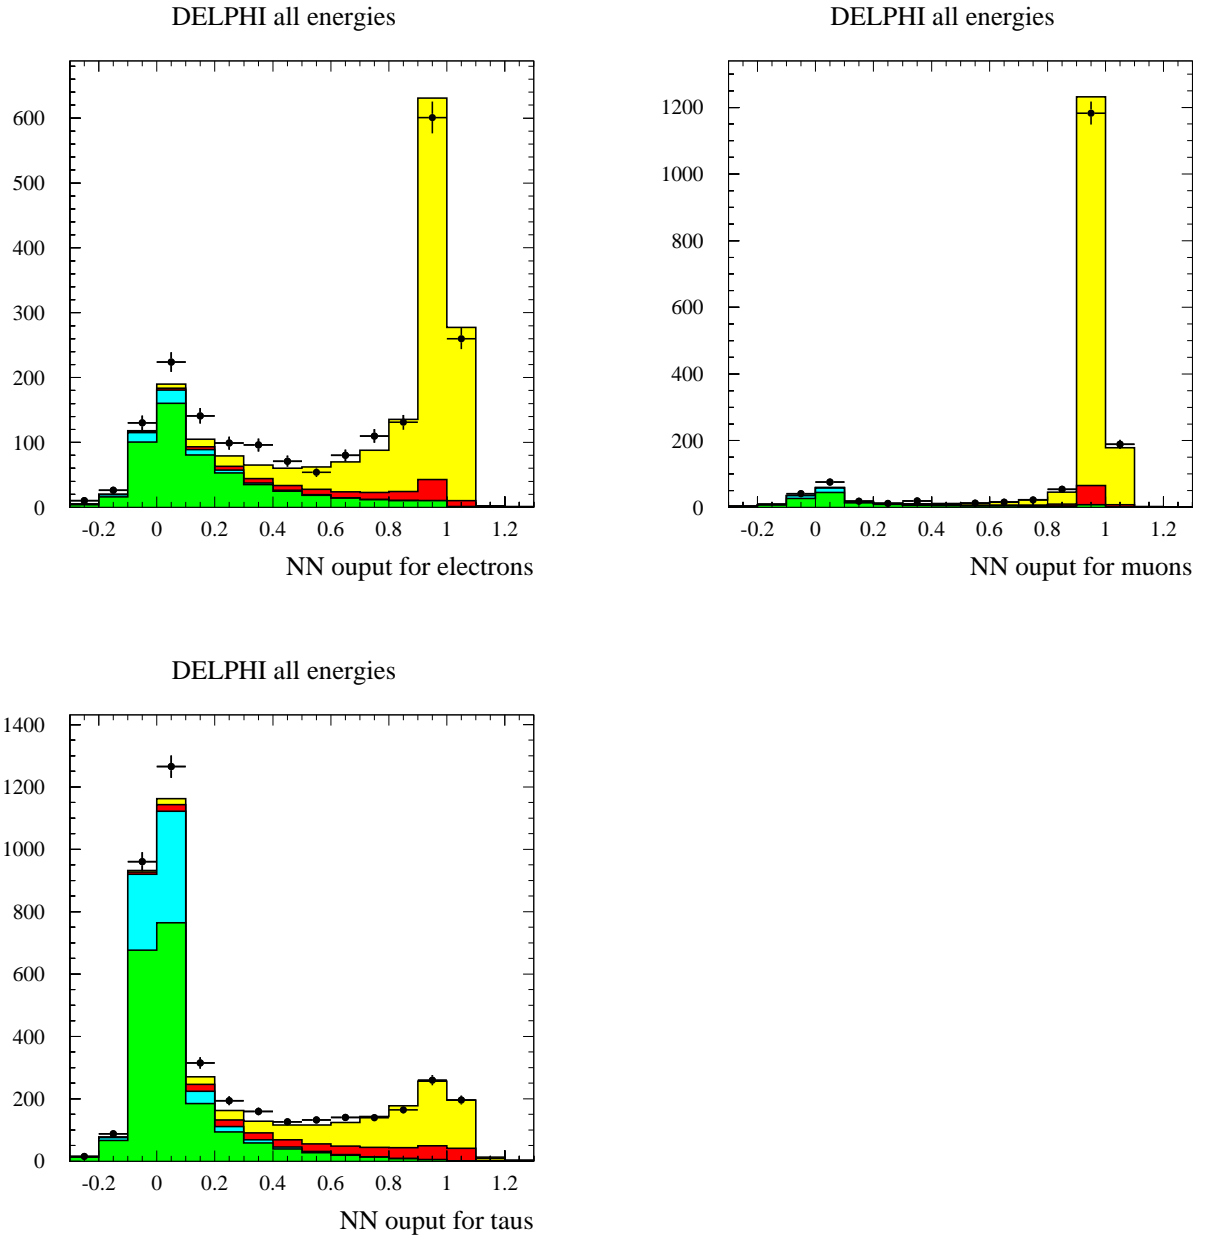 DELPHI all energies
600
500
400
300
200
100
0
-0.2 0 0.2 0.4 0.6 0.8 1 1.2
NN ouput for electrons
DELPHI all energies
1200
1000
800
600
400
200
0
-0.2 0 0.2 0.4 0.6 0.8 1 1.2
NN ouput for muons
DELPHI all energies
1400
1200
1000
800
600
400
200
0
-0.2 0 0.2 0.4 0.6 0.8 1 1.2
NN ouput for taus